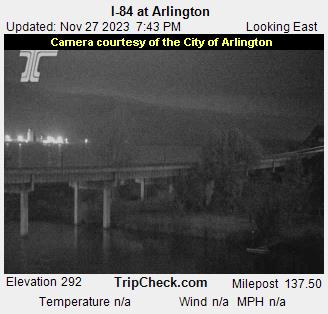 I-84 at Arlington
Updated: Nov 27 2023 7:43 PM Looking East
Camera courtesy of the City of Arlington
Elevation 292 TripCheck.com Milepost 137.50
Temperature n/a Wind n/a MPH n/a